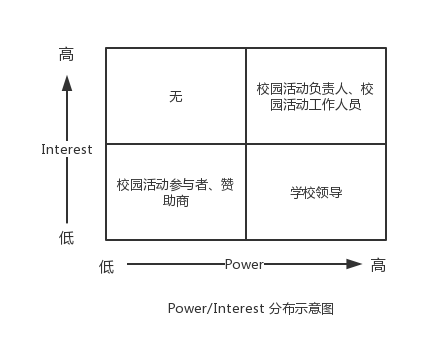 高
无
校园活动负责人、校
园活动工作人员
Interest
校园活动参与者、赞
助商
学校领导
低
低
Power
高
Power/Interest 分布示意图